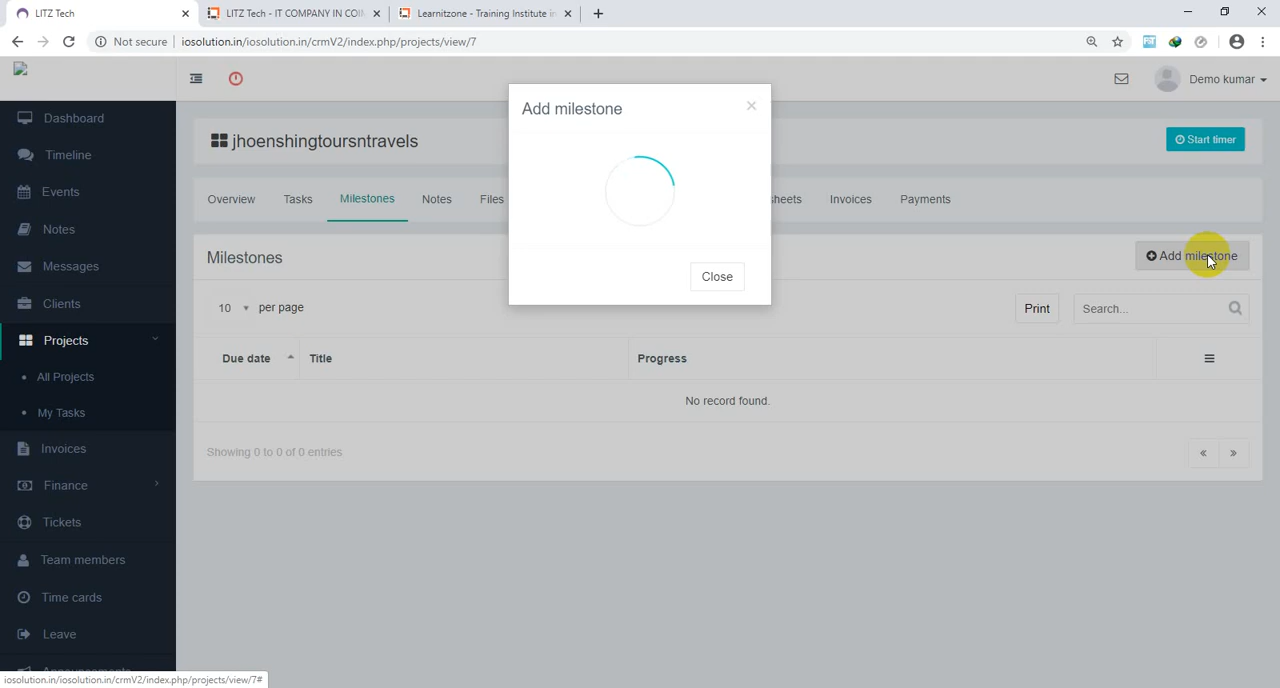 LITZ Tech
LITZ Tech - IT COMPANY IN COI
Learnitzone - Training Institute in
Not secure
iosolution.in/iosolution.in/crmV2/index.php/projects/view/7
Demo kumar
Dashboard
Timeline
Events
Notes
Messages
Clients
Projects
All Projects
My Tasks
Invoices
Finance
Tickets
Team members
Time cards
Leave
jhoenshingtoursntravels
Start timer
Overview
Tasks
Milestones
Notes
Files
sheets
Invoices
Payments
Add milestone
×
Close
Milestones
Add milestone
10
per page
Print
Search...
Due date
Title
Progress
No record found.
Showing 0 to 0 of 0 entries
«
»
iosolution.in/iosolution.in/crmV2/index.php/projects/view/7#